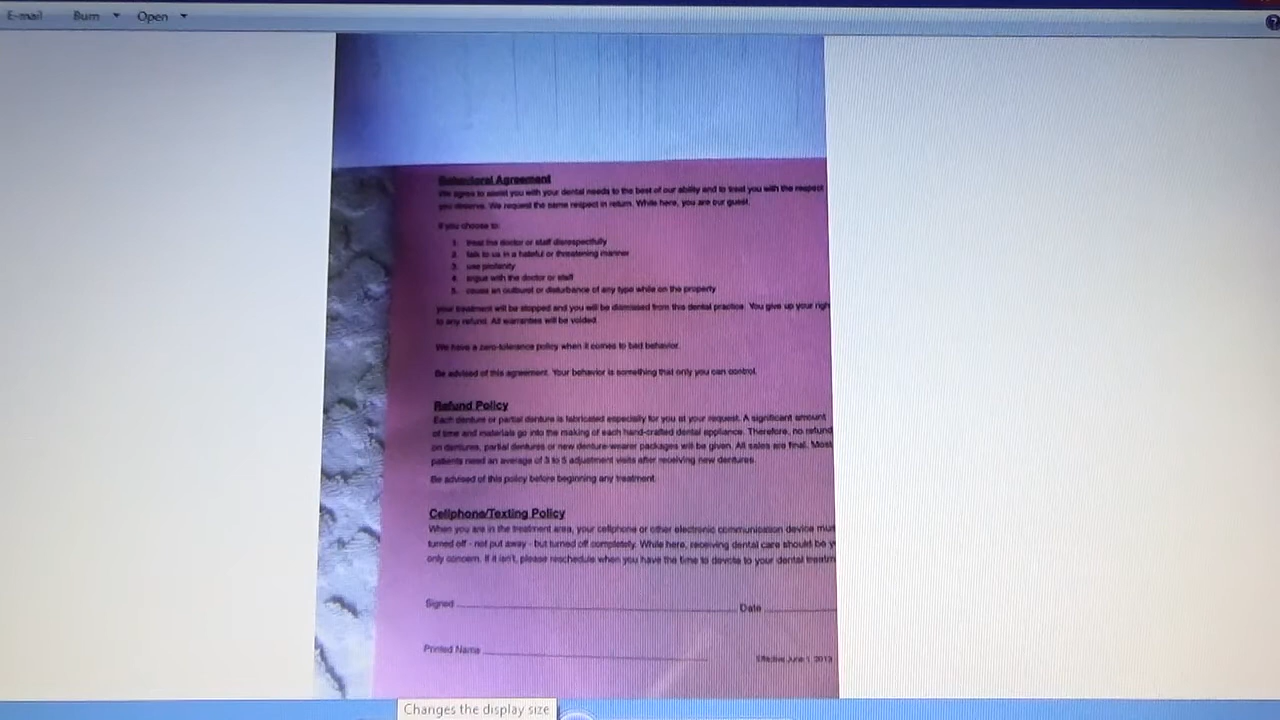 E-mail Burn Open
Behavioral Agreement
We agree to assist you with your dental needs to the best of our ability and to treat you with the respect
you deserve. We request the same respect in return. While here, you are our guest.
If you choose to:
1. treat the doctor or staff disrespectfully
2. talk to us in a hateful or threatening manner
3. use profanity
4. argue with the doctor or staff
5. cause an outburst or disturbance of any type while on the property
your treatment will be stopped and you will be dismissed from this dental practice. You give up your righ
to any refund. All warranties will be voided.
We have a zero-tolerance policy when it comes to bad behavior.
Be advised of this agreement. Your behavior is something that only you can control.
Refund Policy
Each denture or partial denture is fabricated especially for you at your request. A significant amount
of time and materials go into the making of each hand-crafted dental appliance. Therefore, no refund
on dentures, partial dentures or new denture-wearer packages will be given. All sales are final. Most
patients need an average of 3 to 5 adjustment visits after receiving new dentures.
Be advised of this policy before beginning any treatment.
Cellphone/Texting Policy
When you are in the treatment area, your cellphone or other electronic communication device mus
turned off - not put away - but turned off completely. While here, receiving dental care should be y
only concern. If it isn't, please reschedule when you have the time to devote to your dental treatm
Signed Date
Printed Name
Effective June 1, 2013
Changes the display size